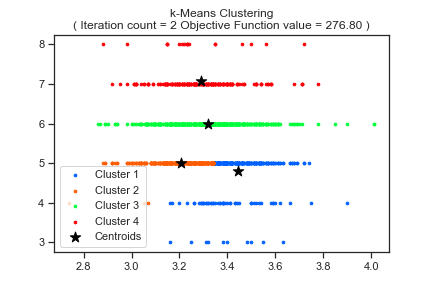 k-Means Clustering
( Iteration count = 2 Objective Function value = 276.80 )
8
7
6
5
4
3
Cluster 1
Cluster 2
Cluster 3
Cluster 4
Centroids
2.8 3.0 3.2 3.4 3.6 3.8 4.0